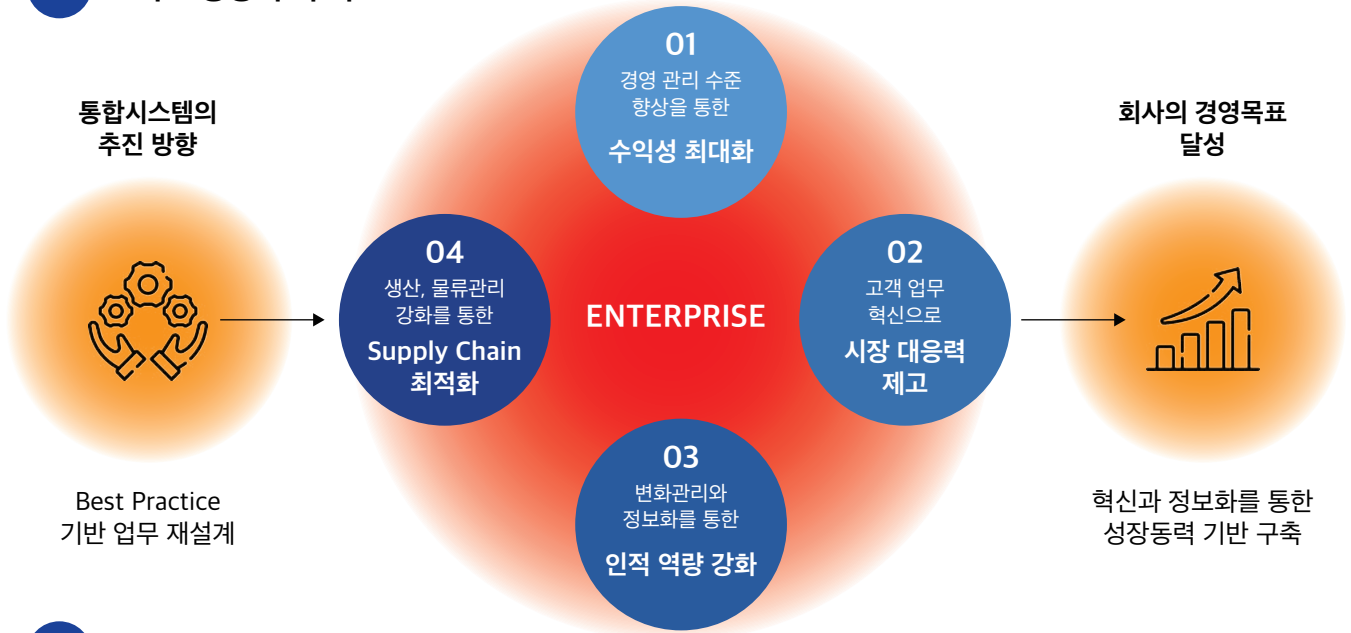 통합시스템의
추진 방향
Best Practice
기반 업무 재설계
01
경영 관리 수준
향상을 통한
수익성 최대화
04
생산, 물류관리
강화를 통한
Supply Chain
최적화
ENTERPRISE
02
고객 업무
혁신으로
시장 대응력
제고
03
변화관리와
정보화를 통한
인적 역량 강화
회사의 경영목표
달성
혁신과 정보화를 통한
성장동력 기반 구축